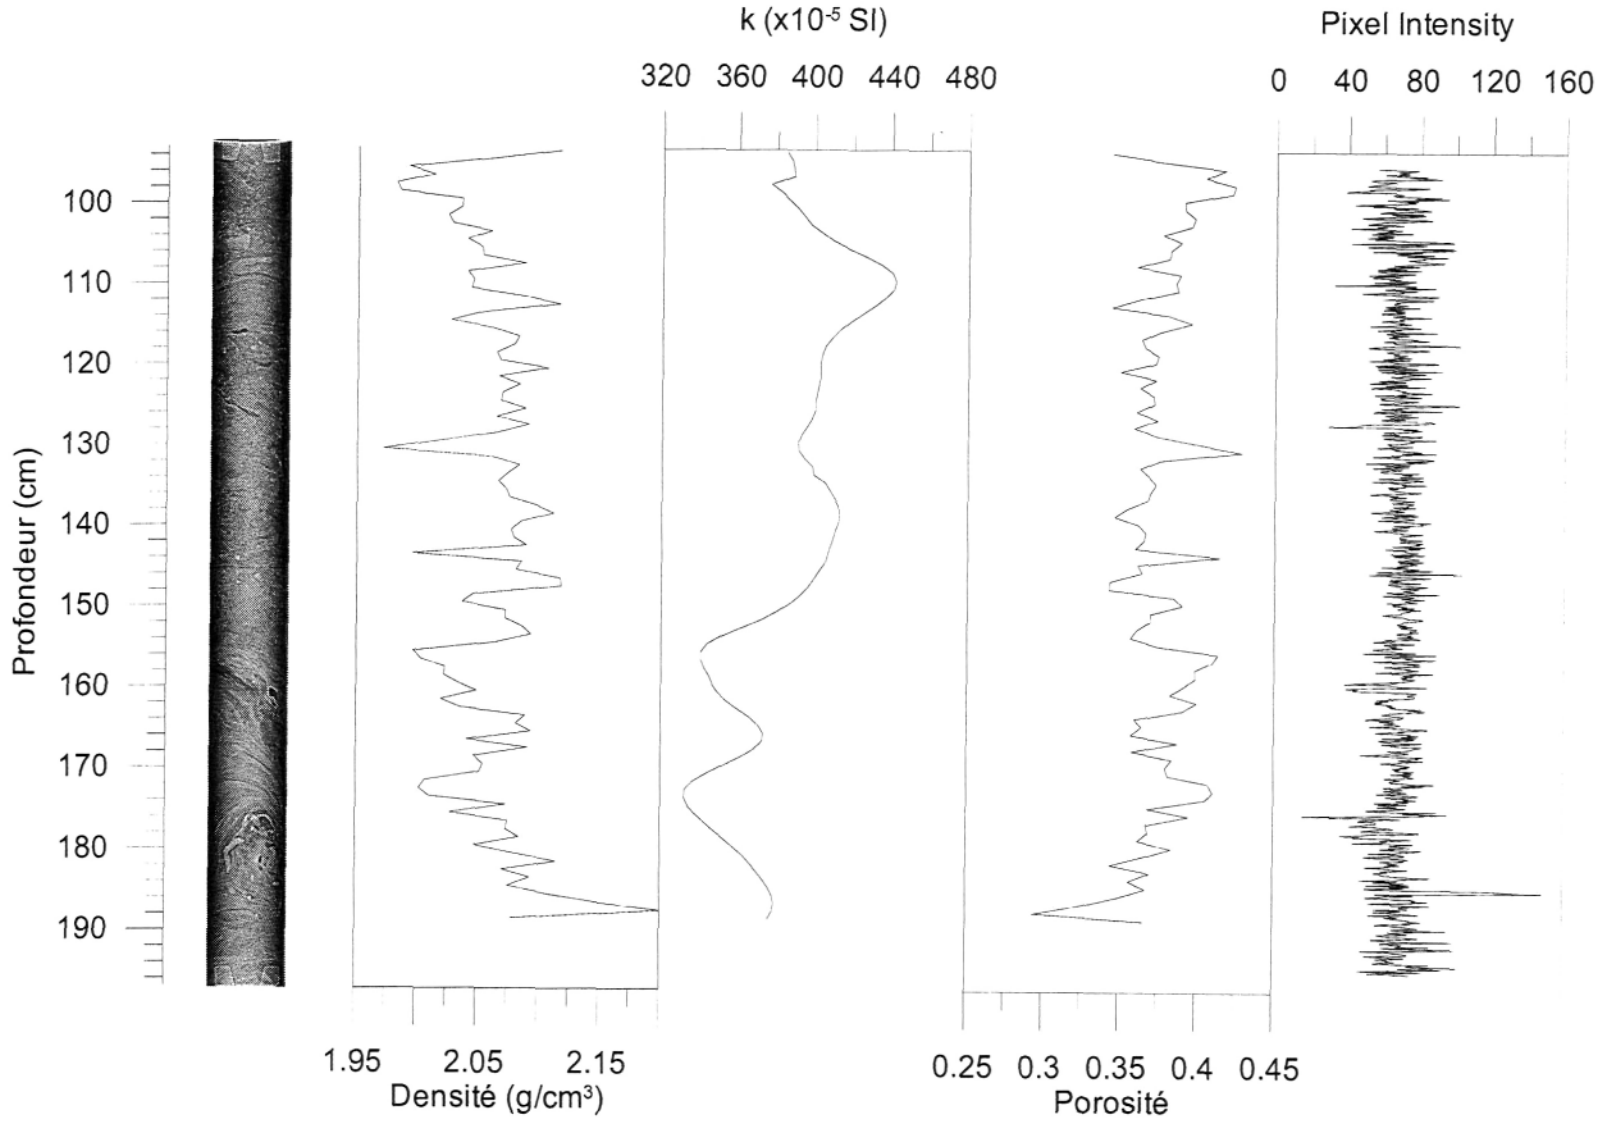 k (x10⁻⁵ SI)
Pixel Intensity
320 360 400 440 480
0 40 80 120 160
Profondeur (cm)
100
110
120
130
140
150
160
170
180
190
1.95 2.05 2.15
Densité (g/cm³)
0.25 0.3 0.35 0.4 0.45
Porosité